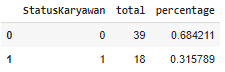 StatusKaryawan total percentage
0 0 39 0.684211
1 1 18 0.315789